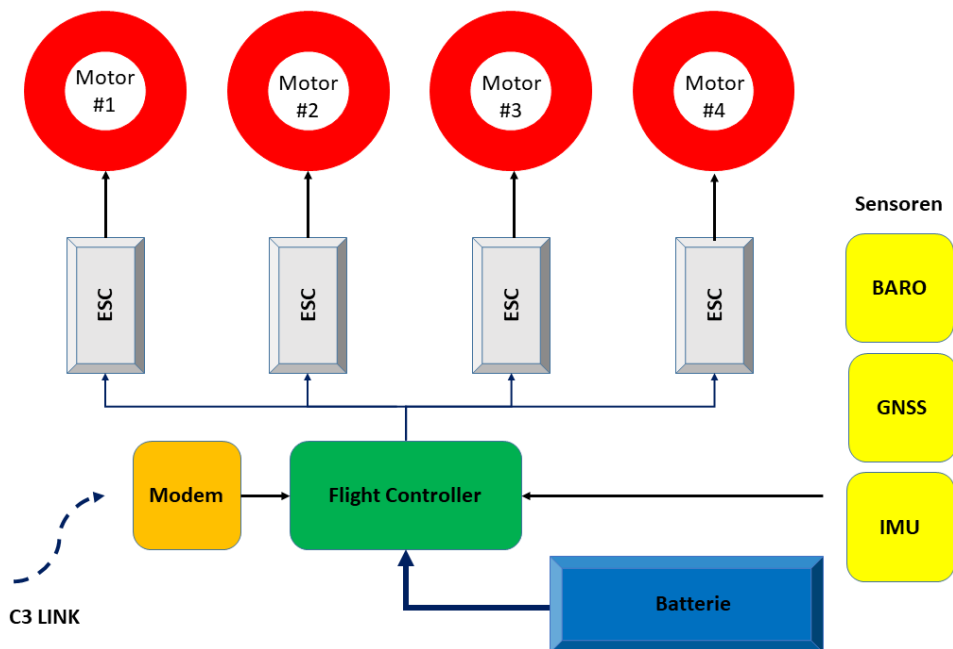 Motor
#1
Motor
#2
Motor
#3
Motor
#4
Sensoren
ESC
ESC
ESC
ESC
BARO
GNSS
Modem
Flight Controller
IMU
Batterie
C3 LINK